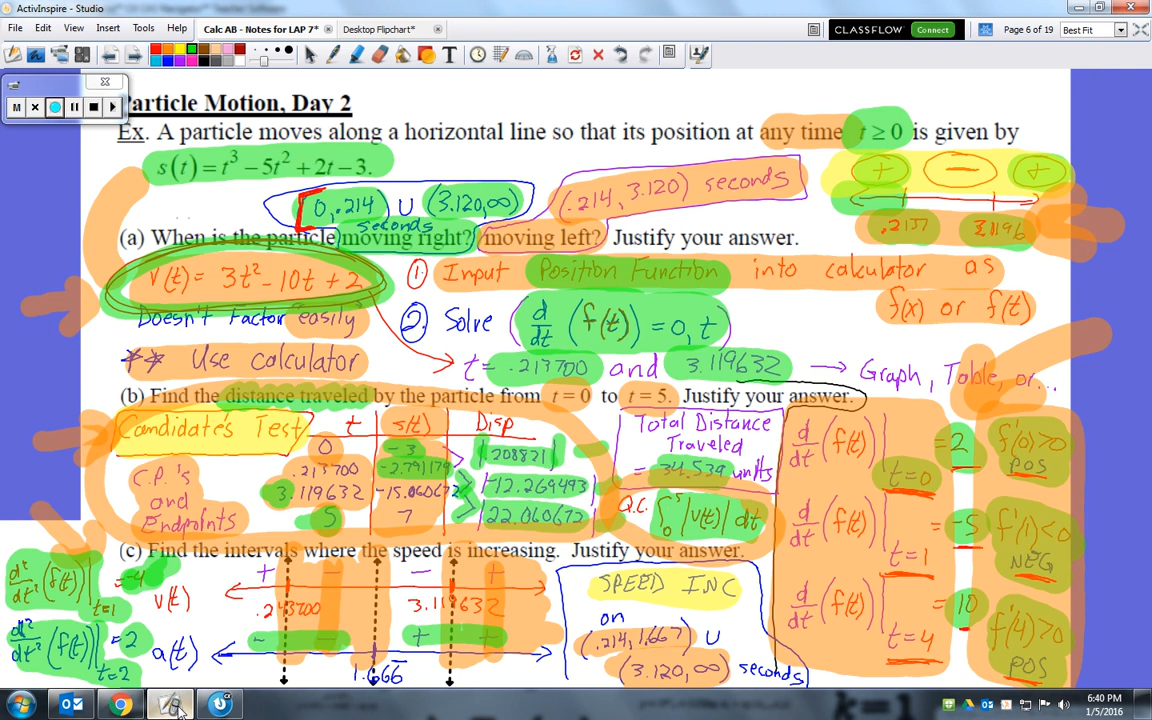 ActivInspire - Studio
File Edit View Insert Tools Help
Calc AB - Notes for LAP 7*
Desktop Flipchart*
CLASSFLOW
Connect
Page 6 of 19
Best Fit
M
Particle Motion, Day 2
Ex. A particle moves along a horizontal line so that its position at any time t ≥ 0 is given by
s(t) = t³ − 5t² + 2t − 3.
+ − +
.2137 3.1196
[0, .214) ∪ (3.120, ∞)
seconds
(.214, 3.120) seconds
(a) When is the particle moving right? moving left? Justify your answer.
v(t) = 3t² − 10t + 2
① Input Position Function into calculator as
f(x) or f(t)
Doesn't Factor easily
② Solve (d/dt (f(t)) = 0, t)
** Use calculator
t = .213700 and 3.119632 → Graph, Table, or...
(b) Find the distance traveled by the particle from t = 0 to t = 5. Justify your answer.
Candidate's Test
C.P.'s
and
Endpoints
t s(t) Disp
0 -3
.213700 -2.791179 |.208821|
3.119632 -15.060672 |-12.269493|
5 7 |22.060672|
Total Distance
Traveled
= 34.539 units
Q.C. ∫₀⁵ |v(t)| dt
d/dt (f(t))| t=0 = 2 f'(0)>0
POS
d/dt (f(t))| t=1 = -5 f'(1)<0
NEG
d/dt (f(t))| t=4 = 10 f'(4)>0
POS
(c) Find the intervals where the speed is increasing. Justify your answer.
d²/dt² (f(t))| t=1 = -4
d²/dt² (f(t))| t=2 = 2
+ − − +
v(t)
3.119632
− − + +
a(t)
1.666
SPEED INC
on
(.214, 1.667) ∪
(3.120, ∞) seconds
6:40 PM
1/5/2016